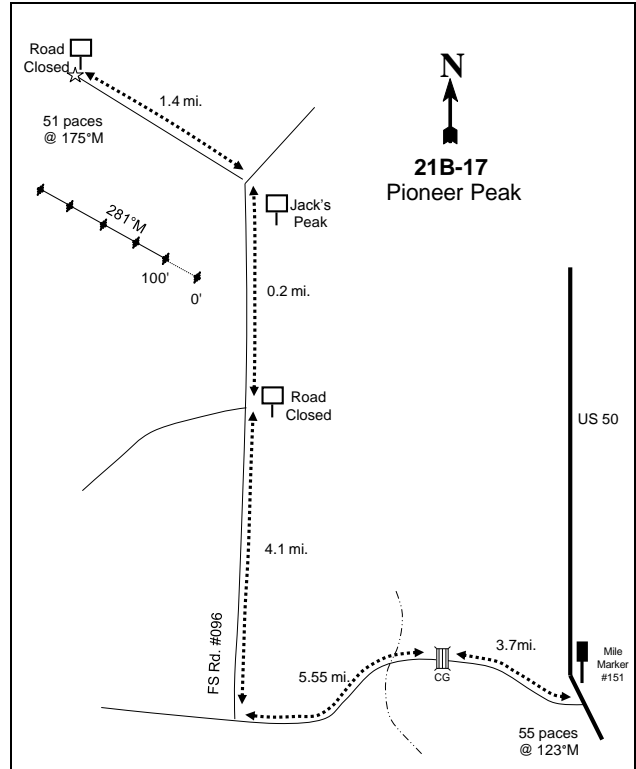 Road
Closed
1.4 mi.
51 paces
@ 175°M
N
21B-17
Pioneer Peak
281°M
100'
0'
Jack's
Peak
0.2 mi.
Road
Closed
US 50
4.1 mi.
FS Rd. #096
5.55 mi.
CG
3.7mi.
Mile
Marker
#151
55 paces
@ 123°M